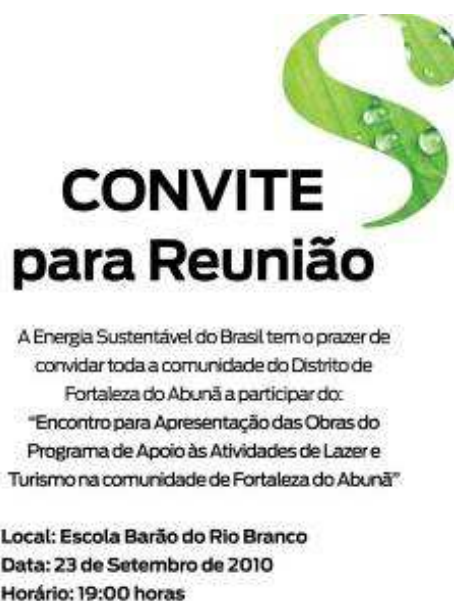 CONVITE
para Reunião
A Energia Sustentável do Brasil tem o prazer de
convidar toda a comunidade do Distrito de
Fortaleza do Abunã a participar do:
"Encontro para Apresentação das Obras do
Programa de Apoio às Atividades de Lazer e
Turismo na comunidade de Fortaleza do Abunã"
Local: Escola Barão do Rio Branco
Data: 23 de Setembro de 2010
Horário: 19:00 horas